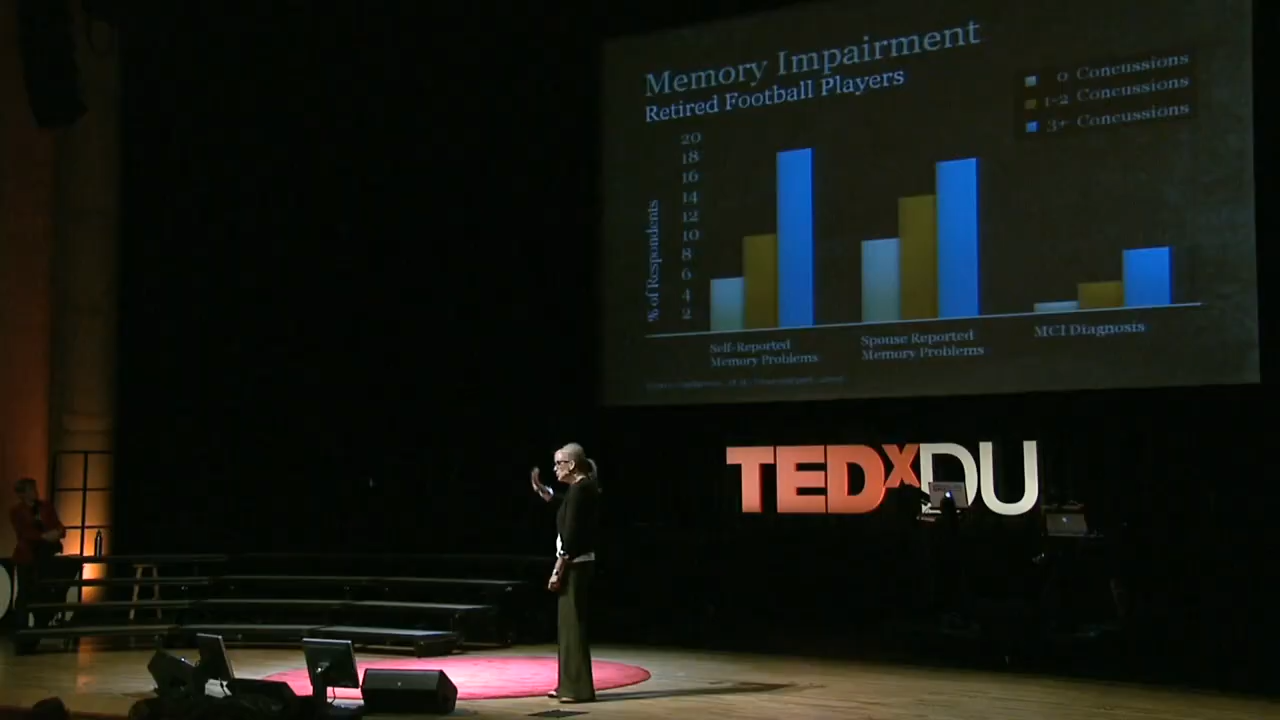 Memory Impairment
Retired Football Players
0 Concussions
1-2 Concussions
3+ Concussions
20
18
16
14
12
10
8
6
4
2
% of Respondents
Self-Reported
Memory Problems
Spouse Reported
Memory Problems
MCI Diagnosis
TEDxDU